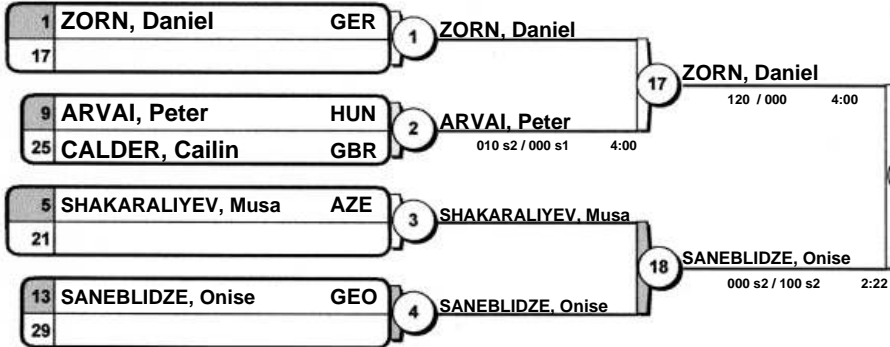 1 ZORN, Daniel GER
17
1 ZORN, Daniel
9 ARVAI, Peter HUN
25 CALDER, Cailin GBR
2 ARVAI, Peter
010 s2 / 000 s1 4:00
17 ZORN, Daniel
120 / 000 4:00
5 SHAKARALIYEV, Musa AZE
21
3 SHAKARALIYEV, Musa
13 SANEBLIDZE, Onise GEO
29
4 SANEBLIDZE, Onise
18 SANEBLIDZE, Onise
000 s2 / 100 s2 2:22